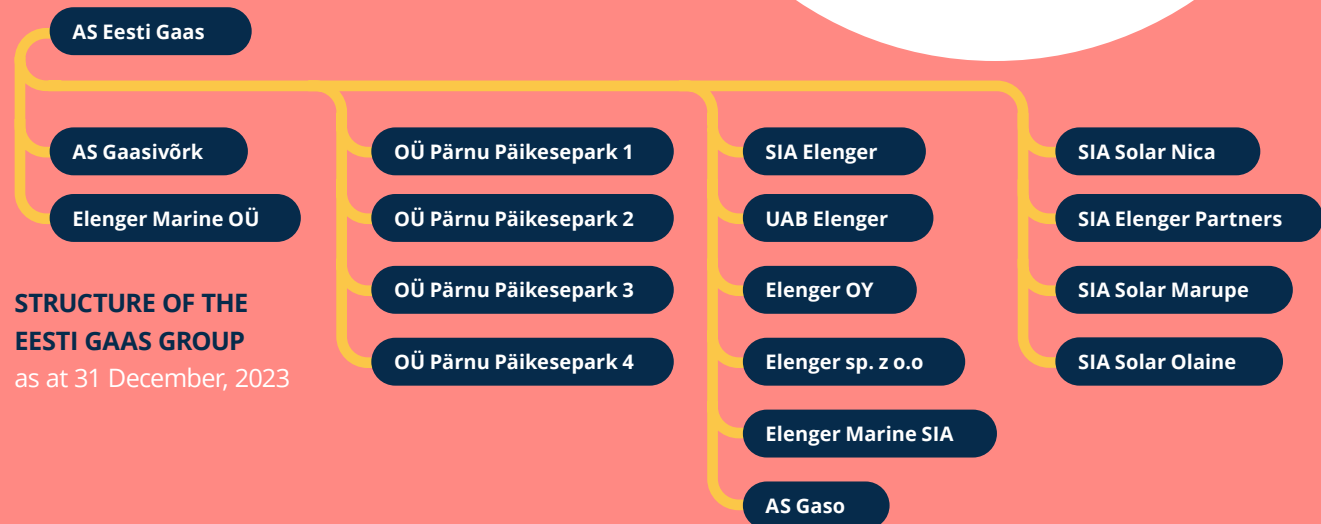 AS Eesti Gaas
AS Gaasivõrk
Elenger Marine OÜ
OÜ Pärnu Päikesepark 1
OÜ Pärnu Päikesepark 2
OÜ Pärnu Päikesepark 3
OÜ Pärnu Päikesepark 4
SIA Elenger
UAB Elenger
Elenger OY
Elenger sp. z o.o
Elenger Marine SIA
AS Gaso
SIA Solar Nica
SIA Elenger Partners
SIA Solar Marupe
SIA Solar Olaine
STRUCTURE OF THE
EESTI GAAS GROUP
as at 31 December, 2023